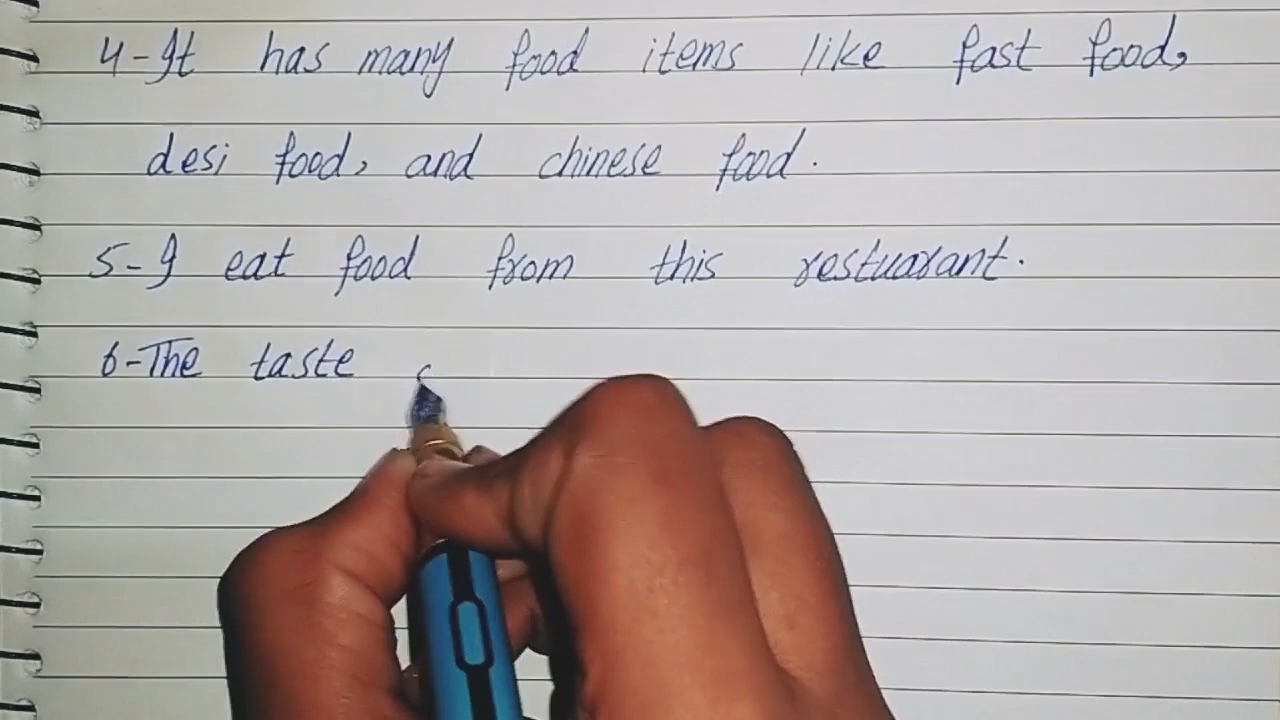 4-It has many food items like fast food,
desi food, and chinese food.
5-I eat food from this restuarant.
6-The taste